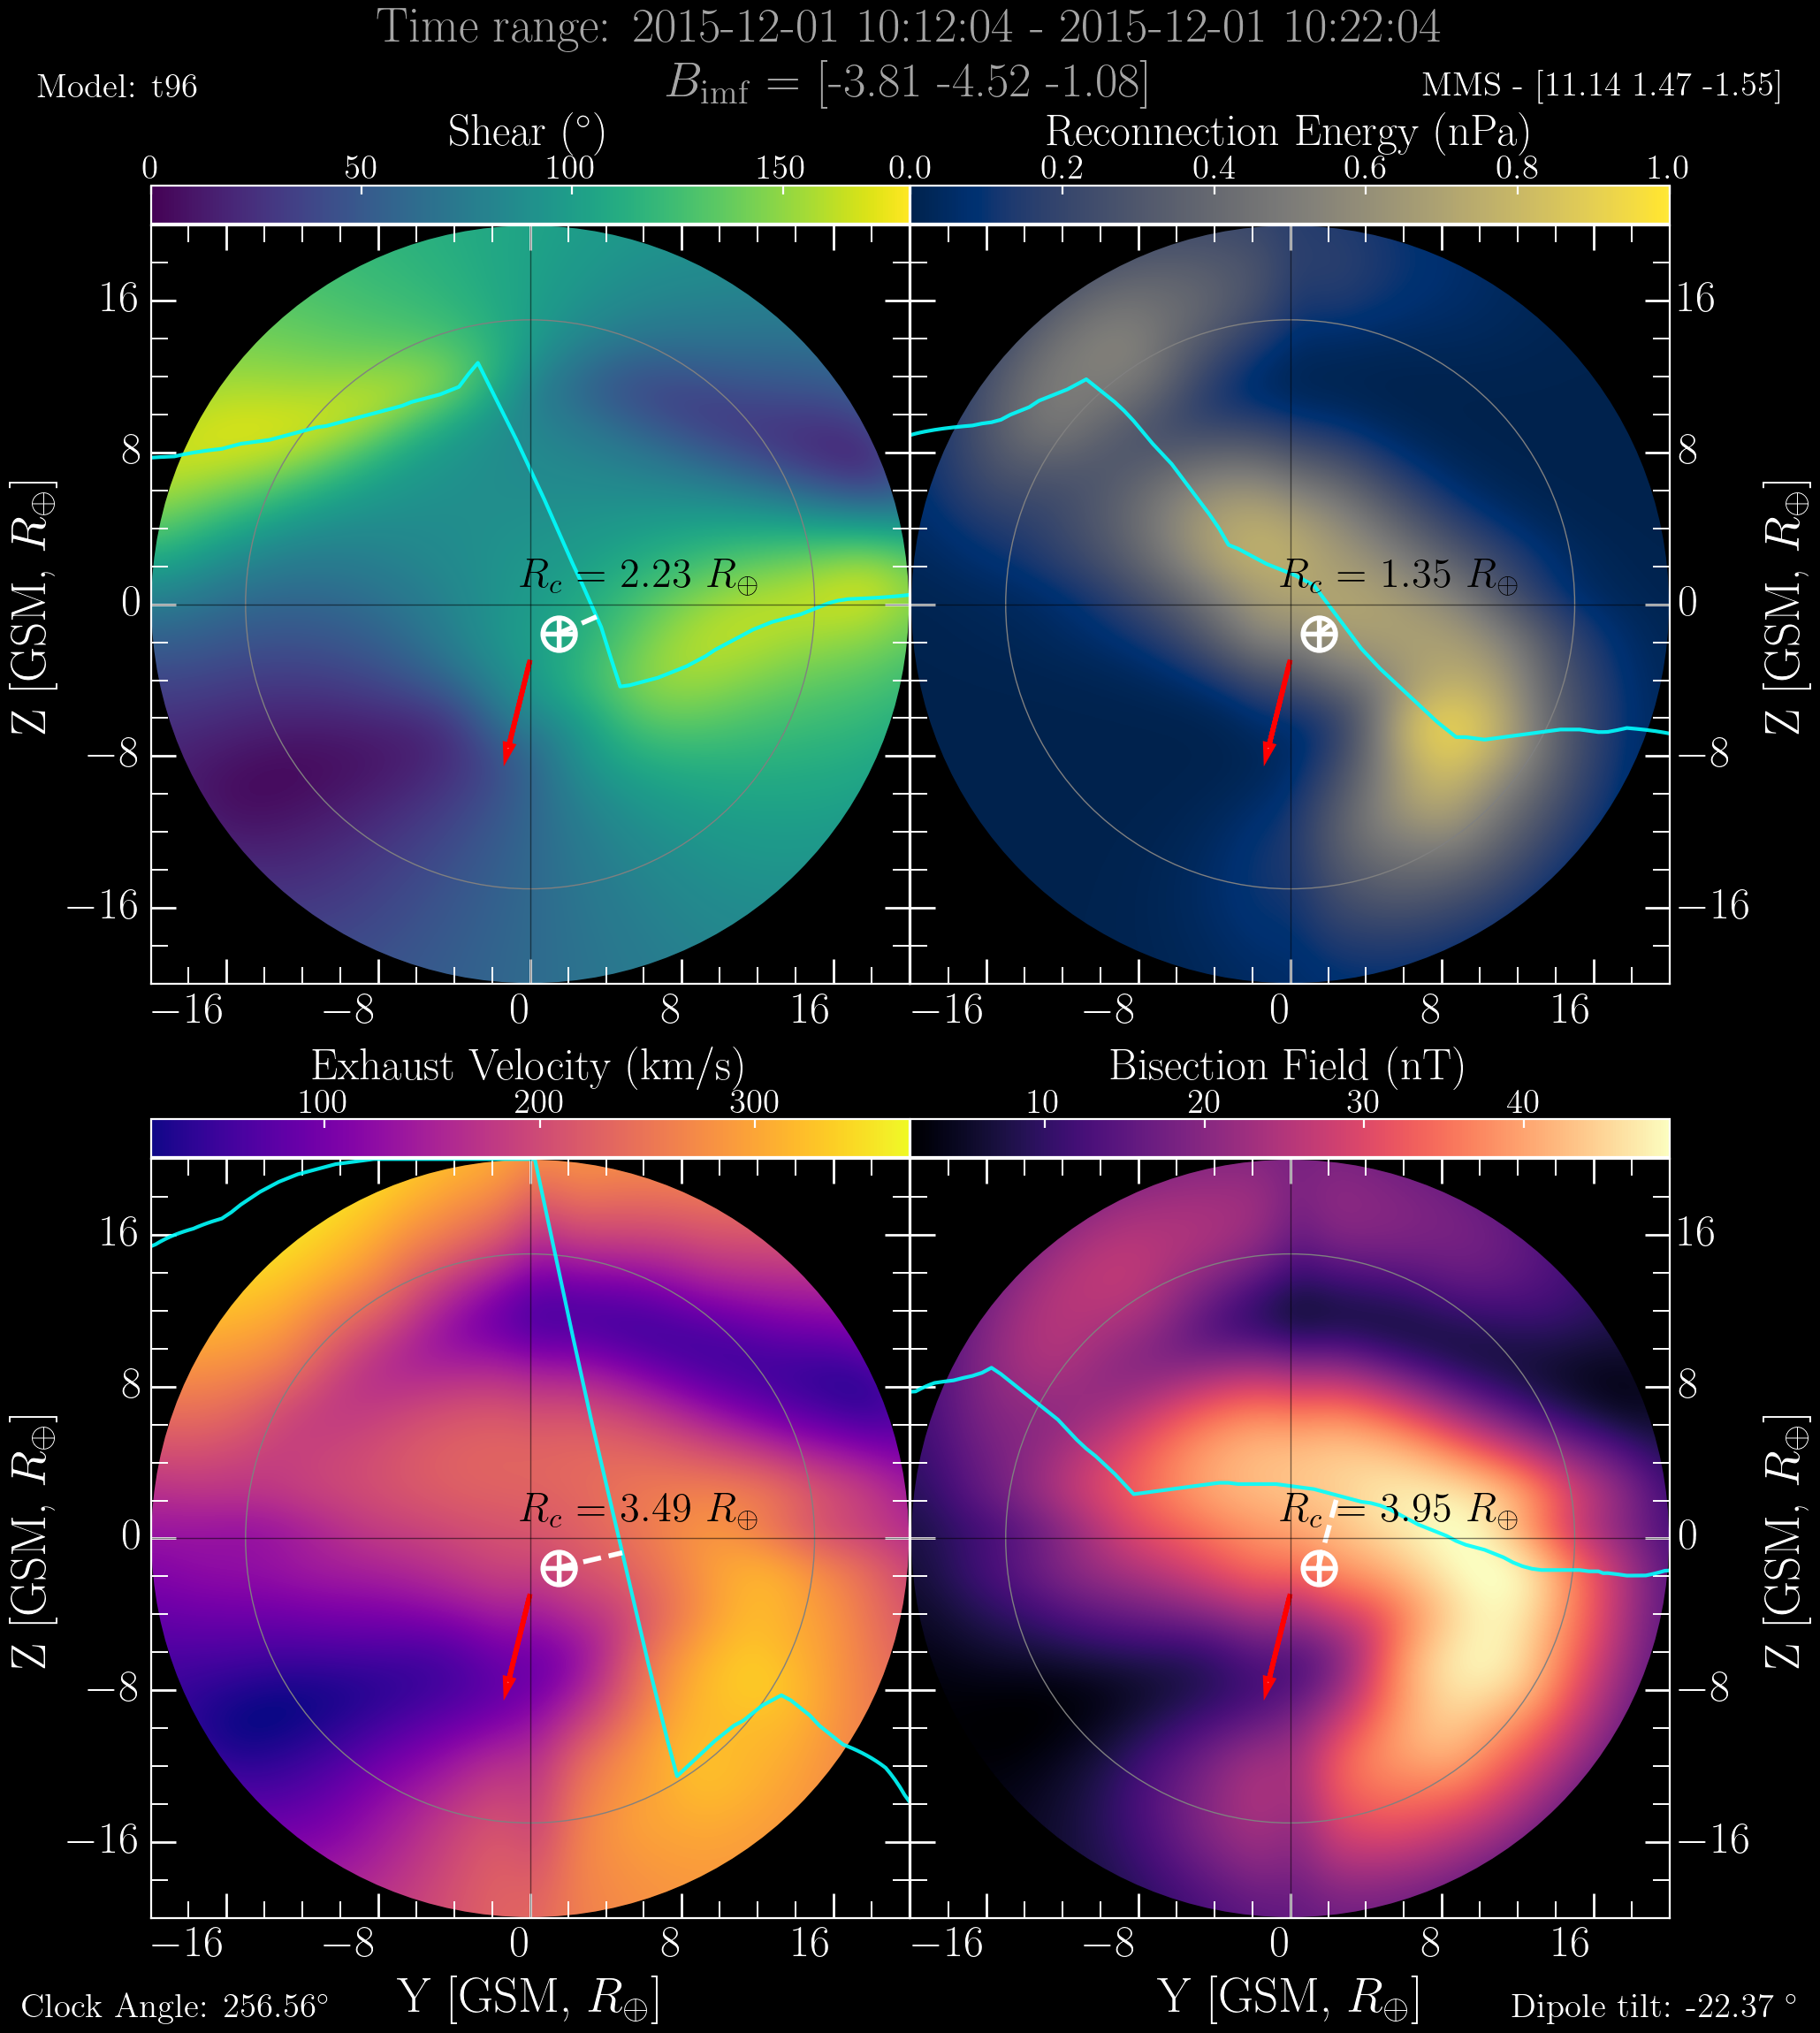 Time range: 2015-12-01 10:12:04 - 2015-12-01 10:22:04
Model: t96
B_imf = [-3.81 -4.52 -1.08]
MMS - [11.14 1.47 -1.55]
Shear (°)
Reconnection Energy (nPa)
0 50 100 150
0.0 0.2 0.4 0.6 0.8 1.0
16
8
0
−8
−16
Z [GSM, R⊕]
R_c = 2.23 R⊕
−16 −8 0 8 16
16
8
0
−8
−16
Z [GSM, R⊕]
R_c = 1.35 R⊕
−16 −8 0 8 16
Exhaust Velocity (km/s)
Bisection Field (nT)
100 200 300
10 20 30 40
16
8
0
−8
−16
Z [GSM, R⊕]
R_c = 3.49 R⊕
−16 −8 0 8 16
Y [GSM, R⊕]
16
8
0
−8
−16
Z [GSM, R⊕]
R_c = 3.95 R⊕
−16 −8 0 8 16
Y [GSM, R⊕]
Clock Angle: 256.56°
Dipole tilt: -22.37 °